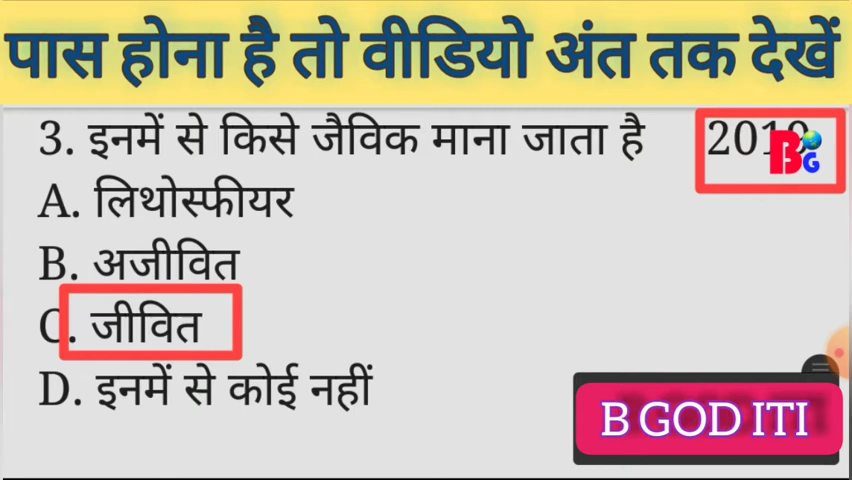 पास होना है तो वीडियो अंत तक देखें
3. इनमें से किसे जैविक माना जाता है
A. लिथोस्फीयर
B. अजीवित
C. जीवित
D. इनमें से कोई नहीं
B GOD ITI